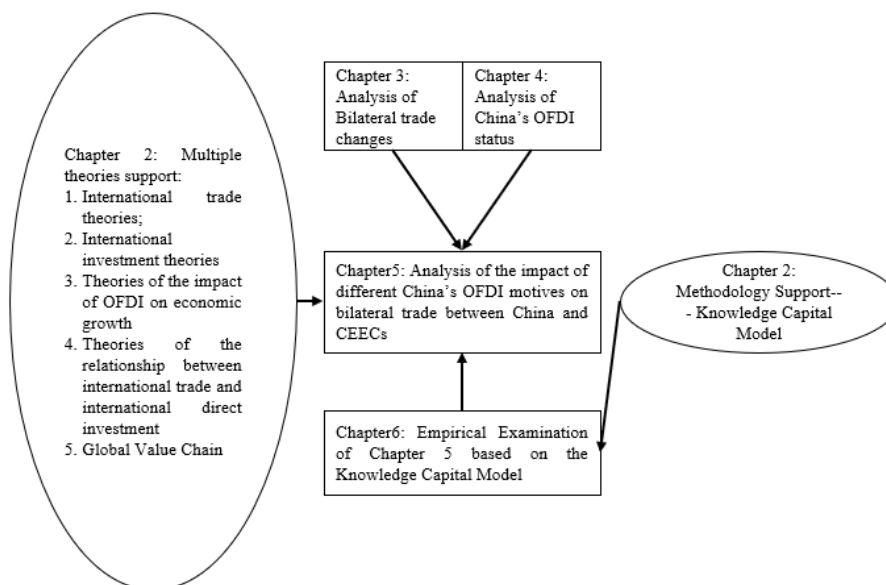 Chapter 2: Multiple
theories support:
1. International trade
theories;
2. International
investment theories
3. Theories of the impact
of OFDI on economic
growth
4. Theories of the
relationship between
international trade and
international direct
investment
5. Global Value Chain
Chapter 3:
Analysis of
Bilateral trade
changes
Chapter 4:
Analysis of
China’s OFDI
status
Chapter5: Analysis of the impact of
different China’s OFDI motives on
bilateral trade between China and
CEECs
Chapter6: Empirical Examination
of Chapter 5 based on the
Knowledge Capital Model
Chapter 2:
Methodology Support--
- Knowledge Capital
Model